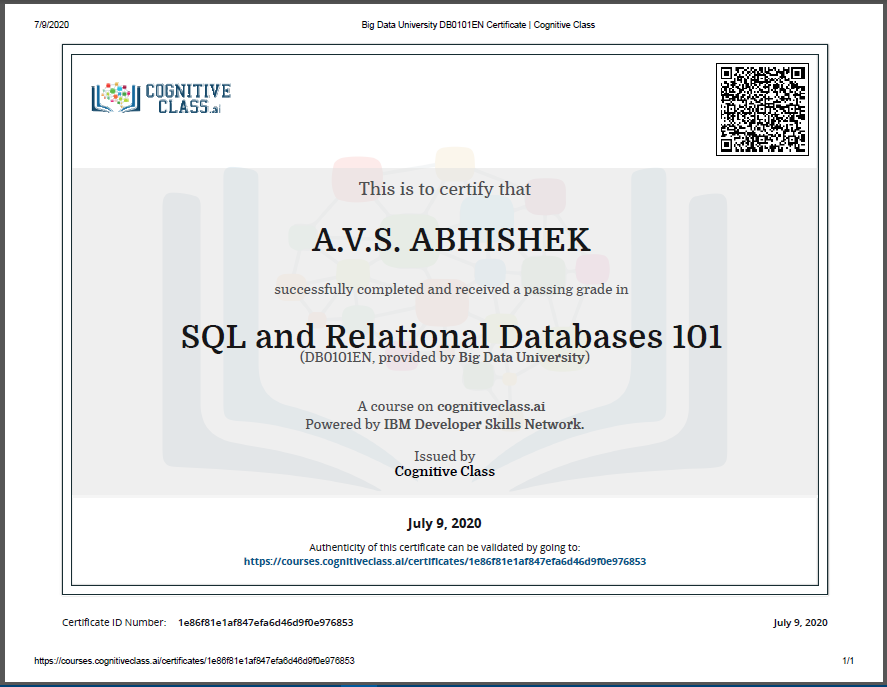 7/9/2020 Big Data University DB0101EN Certificate | Cognitive Class
COGNITIVE
CLASS.ai
This is to certify that
A.V.S. ABHISHEK
successfully completed and received a passing grade in
SQL and Relational Databases 101
(DB0101EN, provided by Big Data University)
A course on cognitiveclass.ai
Powered by IBM Developer Skills Network.
Issued by
Cognitive Class
July 9, 2020
Authenticity of this certificate can be validated by going to:
https://courses.cognitiveclass.ai/certificates/1e86f81e1af847efa6d46d9f0e976853
Certificate ID Number: 1e86f81e1af847efa6d46d9f0e976853 July 9, 2020
https://courses.cognitiveclass.ai/certificates/1e86f81e1af847efa6d46d9f0e976853 1/1